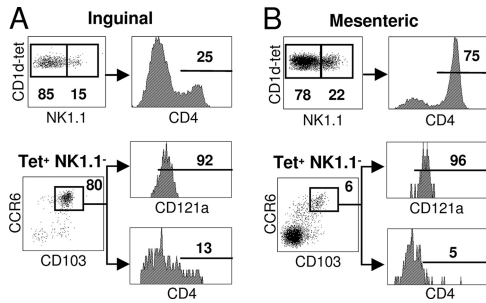 A Inguinal
CD1d-tet
85 15
NK1.1
25
CD4
Tet+ NK1.1-
CCR6
80
CD103
92
CD121a
13
CD4
B Mesenteric
CD1d-tet
78 22
NK1.1
75
CD4
Tet+ NK1.1-
CCR6
6
CD103
96
CD121a
5
CD4